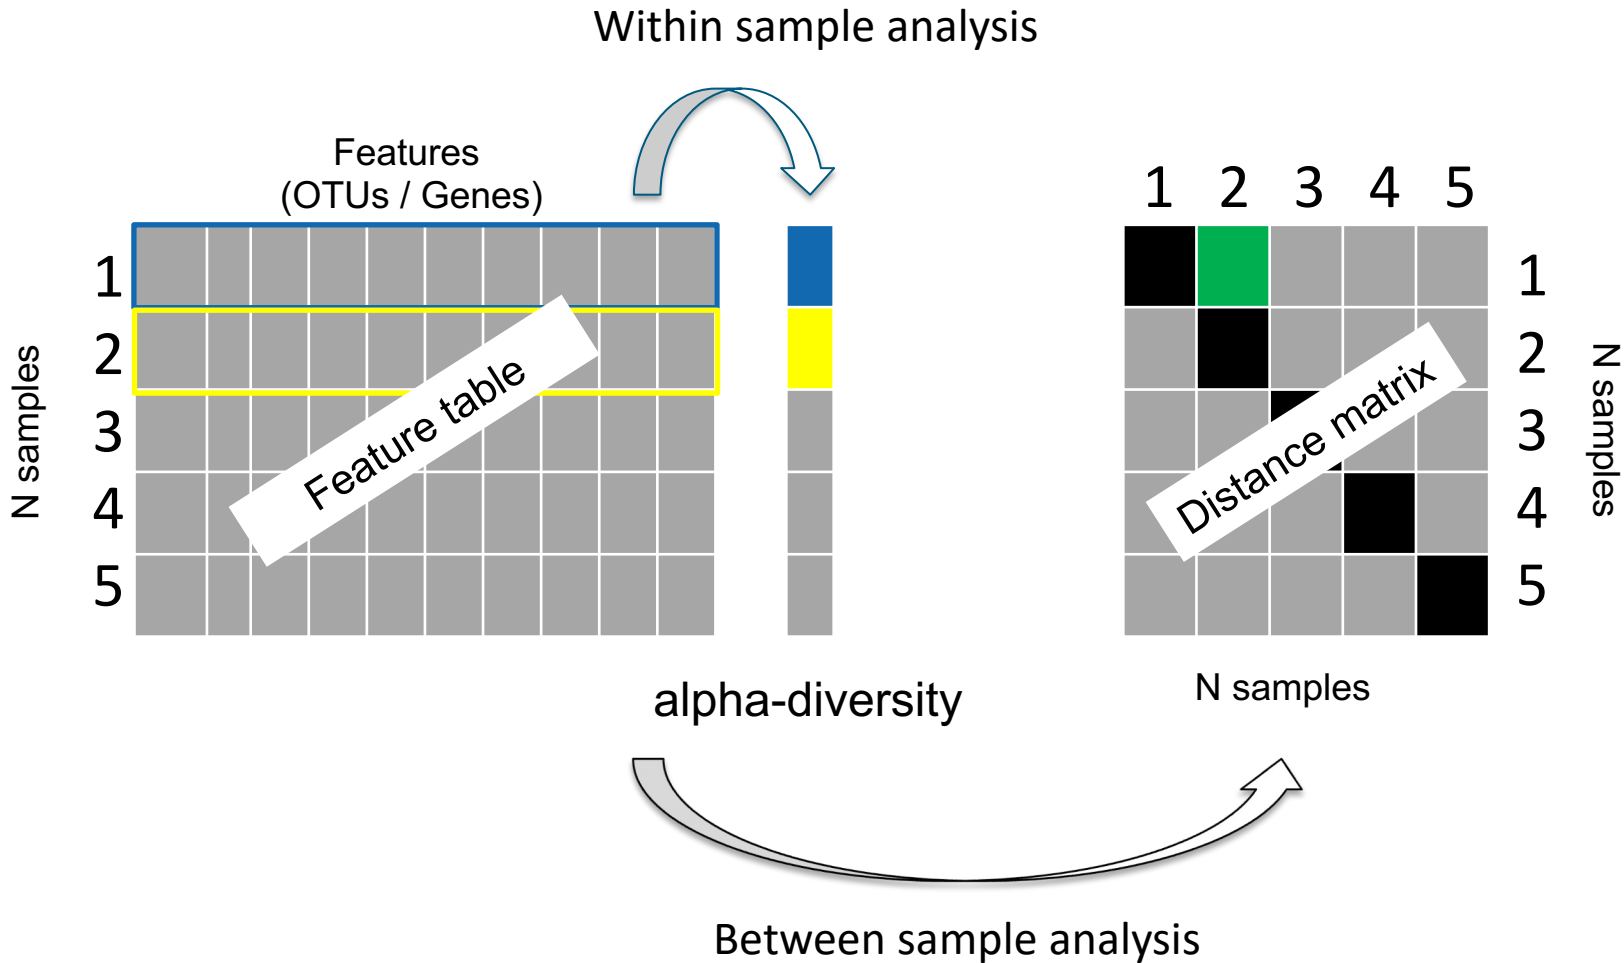 Within sample analysis
Features
(OTUs / Genes)
1
2
3
4
5
N samples
Feature table
alpha-diversity
1 2 3 4 5
1
2
3
4
5
N samples
Distance matrix
N samples
Between sample analysis